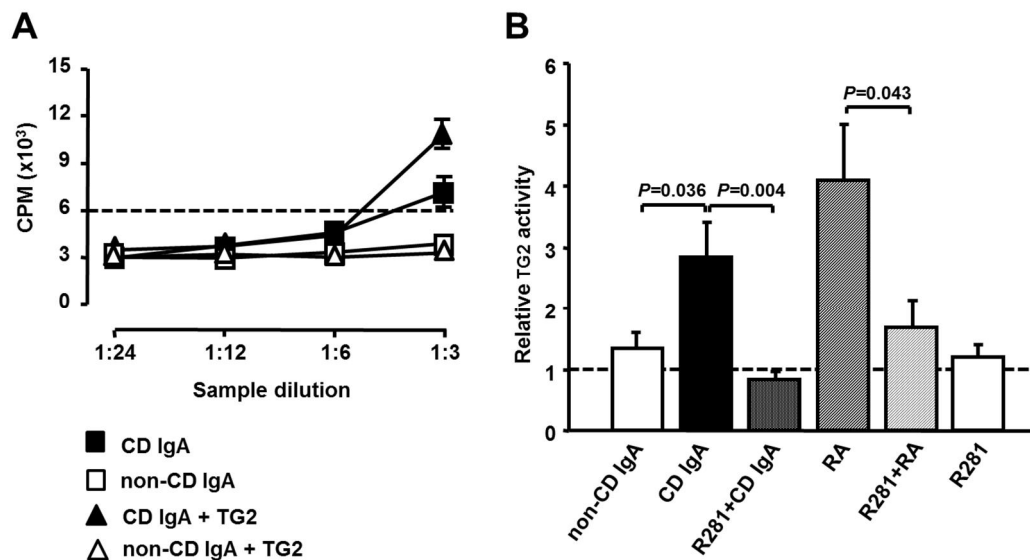 A
CPM (x10³)
15
12
9
6
3
0
1:24
1:12
1:6
1:3
Sample dilution
CD IgA
non-CD IgA
CD IgA + TG2
non-CD IgA + TG2
B
Relative TG2 activity
6
5
4
3
2
1
0
P=0.036
P=0.004
P=0.043
non-CD IgA
CD IgA
R281+CD IgA
RA
R281+RA
R281